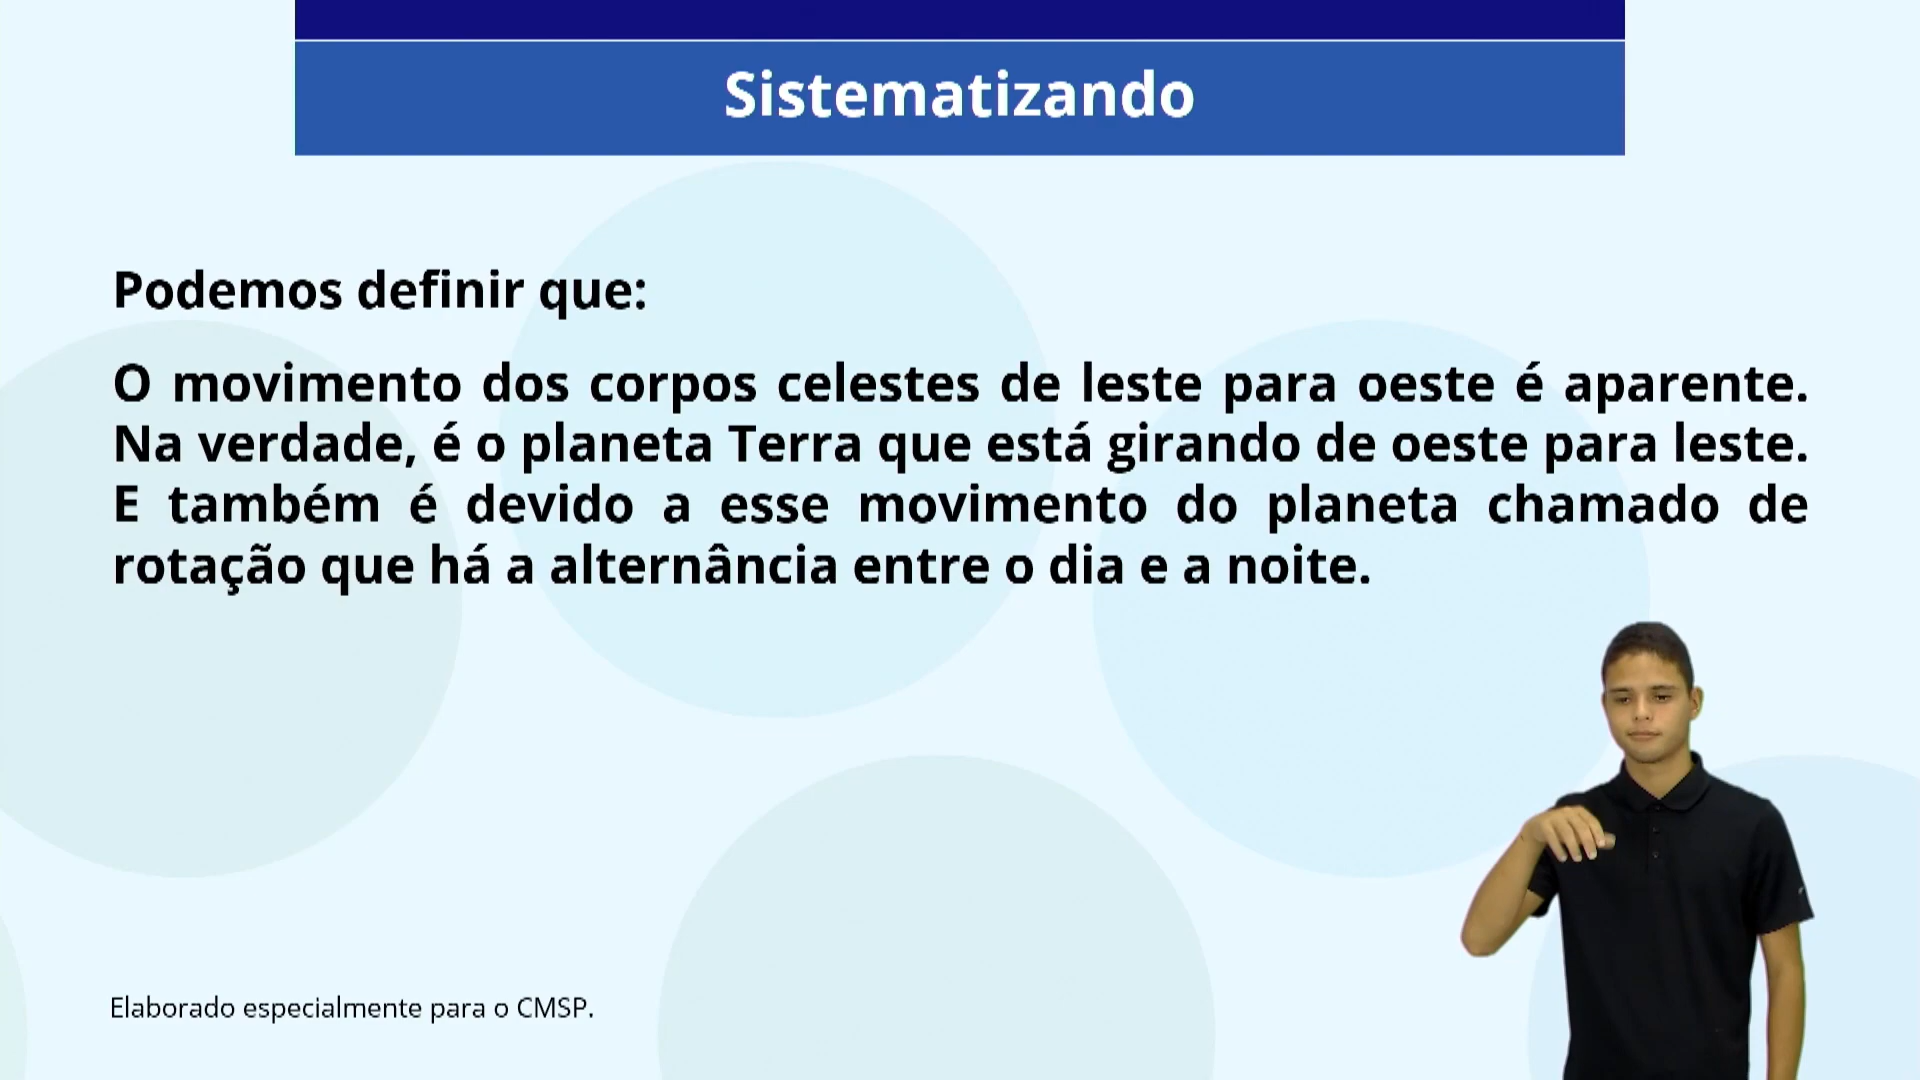 Sistematizando
Podemos definir que:
O movimento dos corpos celestes de leste para oeste é aparente.
Na verdade, é o planeta Terra que está girando de oeste para leste.
E também é devido a esse movimento do planeta chamado de
rotação que há a alternância entre o dia e a noite.
Elaborado especialmente para o CMSP.